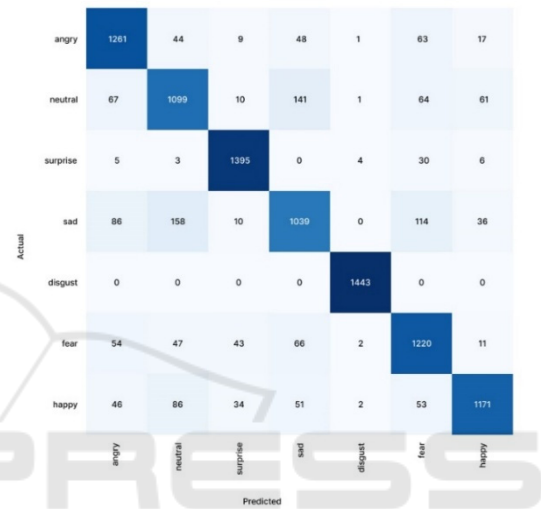 angry 1261 44 9 48 1 63 17
neutral 67 1099 10 141 1 64 61
surprise 5 3 1395 0 4 30 6
sad 86 158 10 1039 0 114 36
Actual
disgust 0 0 0 0 1443 0 0
fear 54 47 43 66 2 1220 11
happy 46 86 34 51 2 53 1171
angry neutral surprise sad disgust fear happy
PRESS
Predicted